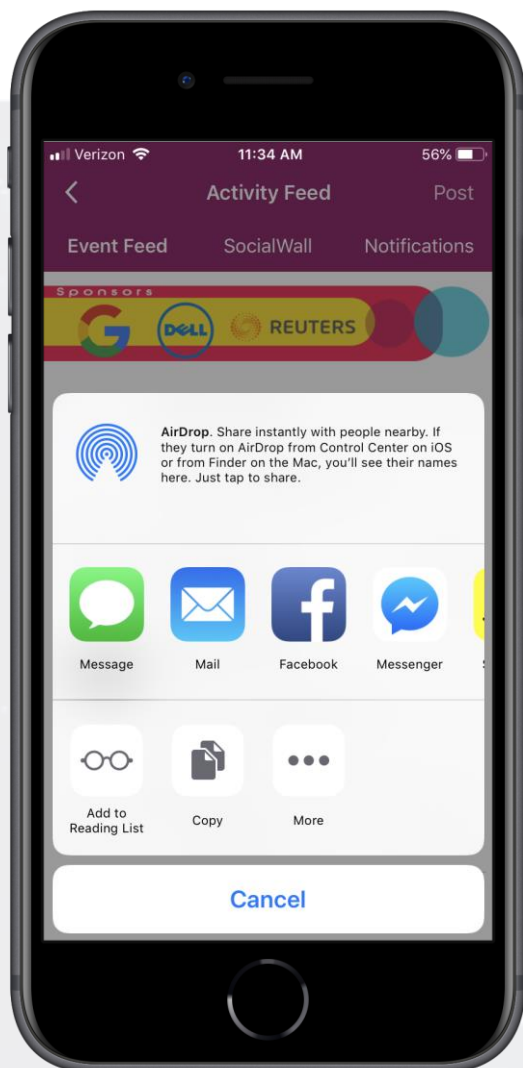 Verizon 11:34 AM 56%
Activity Feed Post
Event Feed SocialWall Notifications
Sponsors
G DELL REUTERS
AirDrop. Share instantly with people nearby. If
they turn on AirDrop from Control Center on iOS
or from Finder on the Mac, you'll see their names
here. Just tap to share.
Message Mail Facebook Messenger
Add to
Reading List Copy More
Cancel